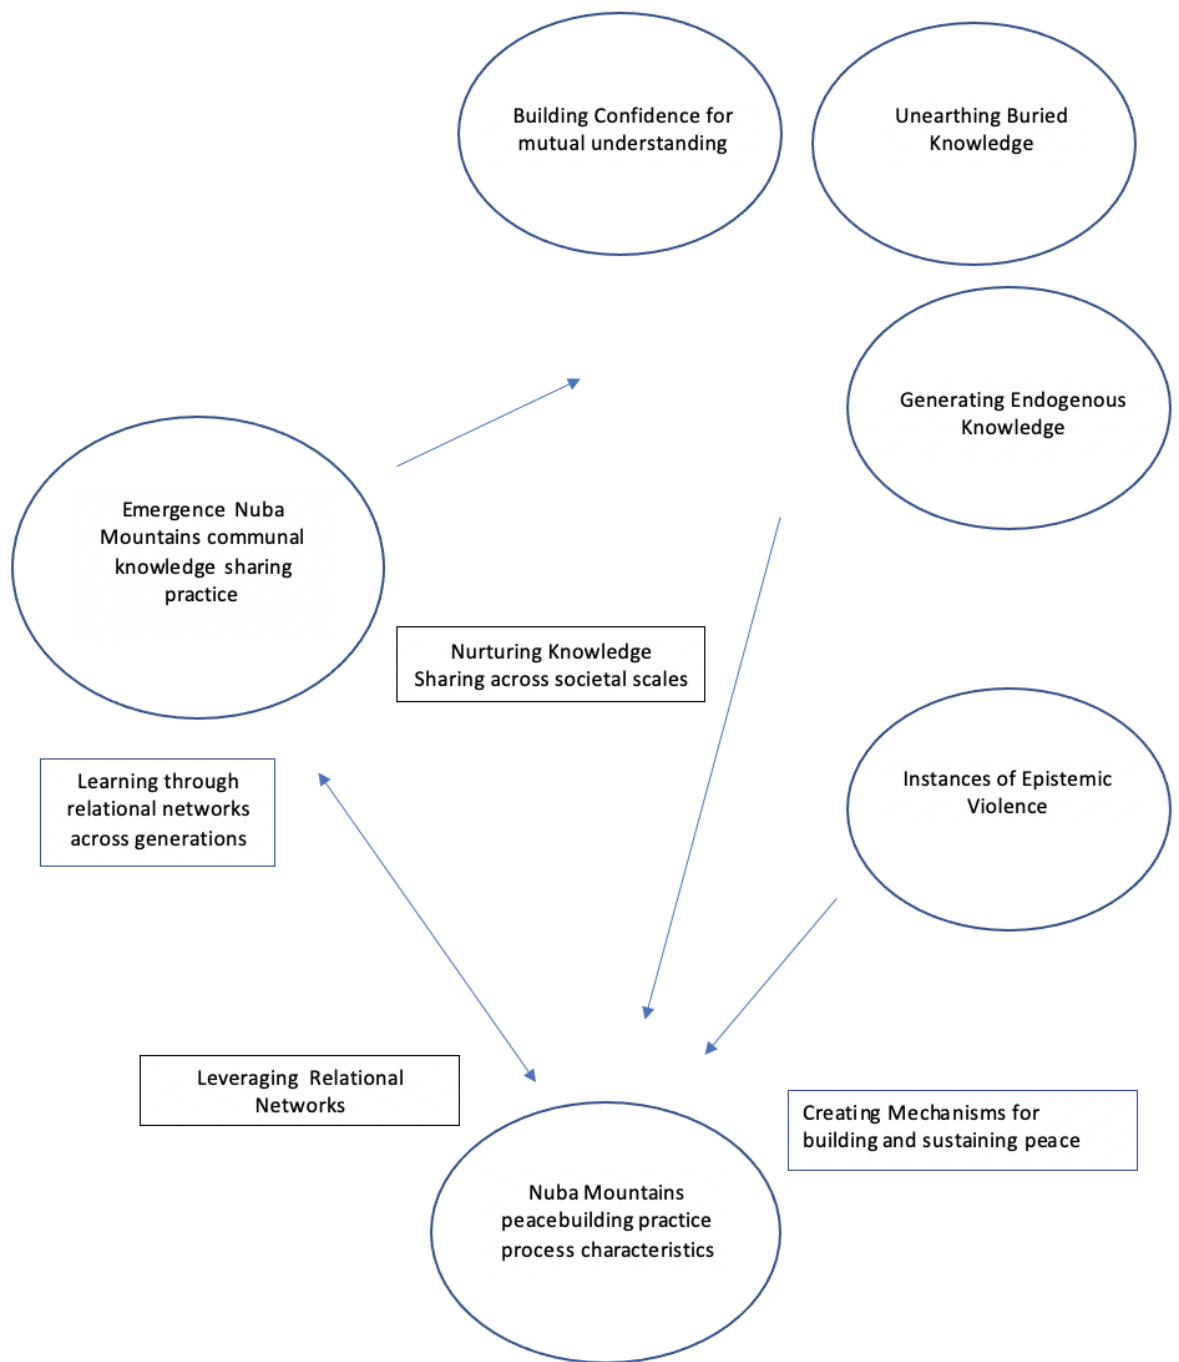 Building Confidence for
mutual understanding
Unearthing Buried
Knowledge
Generating Endogenous
Knowledge
Emergence Nuba
Mountains communal
knowledge sharing
practice
Nurturing Knowledge
Sharing across societal scales
Learning through
relational networks
across generations
Instances of Epistemic
Violence
Leveraging Relational
Networks
Creating Mechanisms for
building and sustaining peace
Nuba Mountains
peacebuilding practice
process characteristics